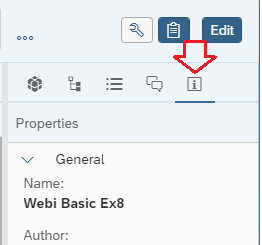 Edit
Properties
General
Name:
Webi Basic Ex8
Author: